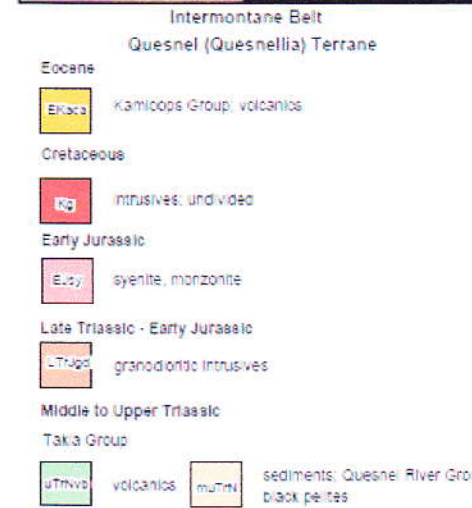 Intermontane Belt
Quesnel (Quesnellia) Terrane
Eocene
EKaca Kamloops Group; volcanics
Cretaceous
Kg intrusives; undivided
Early Jurassic
EJsy syenite, monzonite
Late Triassic - Early Jurassic
LTrJgd granodioritic intrusives
Middle to Upper Triassic
Takla Group
uTrNvb volcanics muTrN sediments; Quesnel River Gro
black pelites